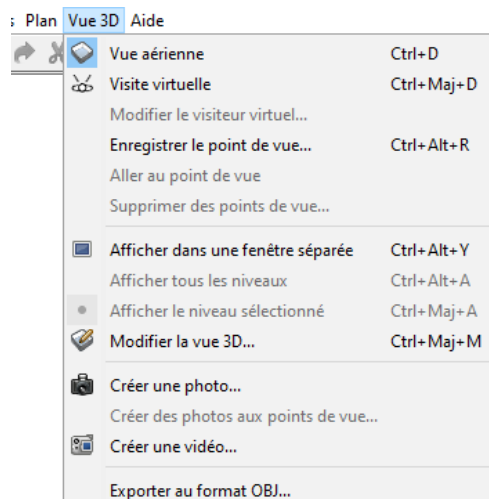 s Plan Vue 3D Aide
Vue aérienne Ctrl+D
Visite virtuelle Ctrl+Maj+D
Modifier le visiteur virtuel...
Enregistrer le point de vue... Ctrl+Alt+R
Aller au point de vue
Supprimer des points de vue...
Afficher dans une fenêtre séparée Ctrl+Alt+Y
Afficher tous les niveaux Ctrl+Alt+A
Afficher le niveau sélectionné Ctrl+Maj+A
Modifier la vue 3D... Ctrl+Maj+M
Créer une photo...
Créer des photos aux points de vue...
Créer une vidéo...
Exporter au format OBJ...